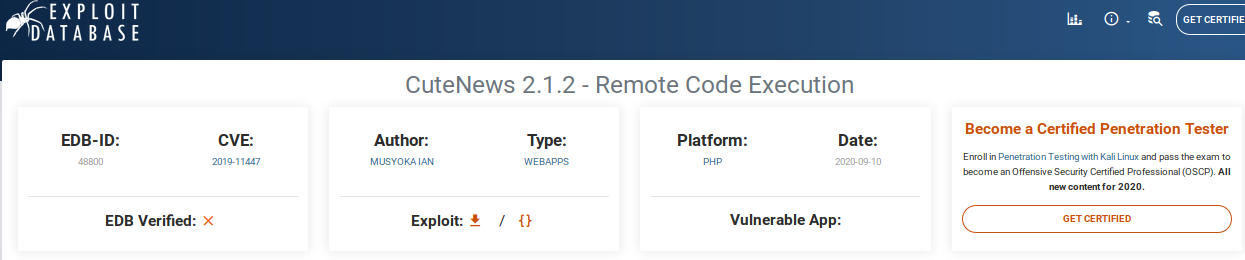 EXPLOIT
DATABASE
GET CERTIFIE
CuteNews 2.1.2 - Remote Code Execution
EDB-ID:
48800
CVE:
2019-11447
EDB Verified:
Author:
MUSYOKA IAN
Type:
WEBAPPS
Exploit: / {}
Platform:
PHP
Date:
2020-09-10
Vulnerable App:
Become a Certified Penetration Tester
Enroll in Penetration Testing with Kali Linux and pass the exam to
become an Offensive Security Certified Professional (OSCP). All
new content for 2020.
GET CERTIFIED